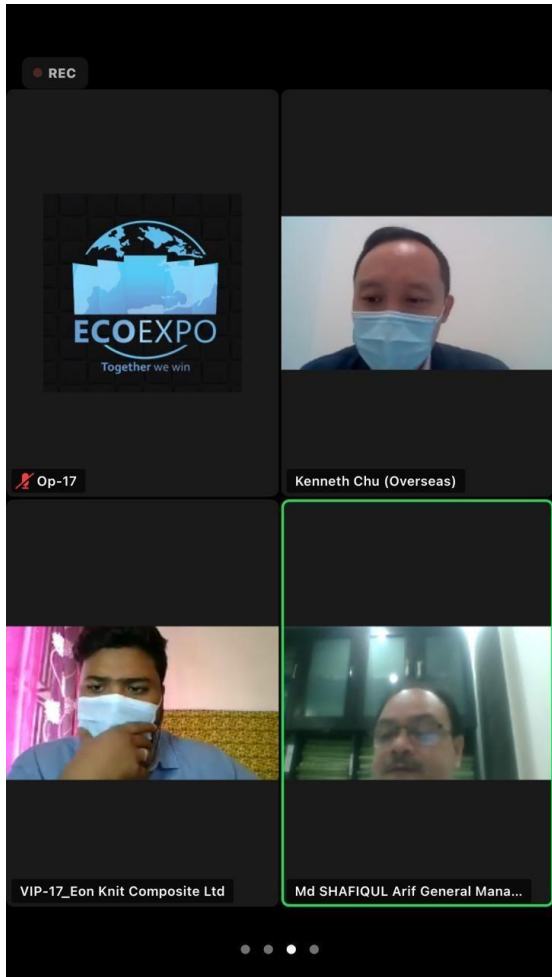 REC
ECOEXPO
Together we win
Op-17
Kenneth Chu (Overseas)
VIP-17_Eon Knit Composite Ltd
Md SHAFIQUL Arif General Mana...